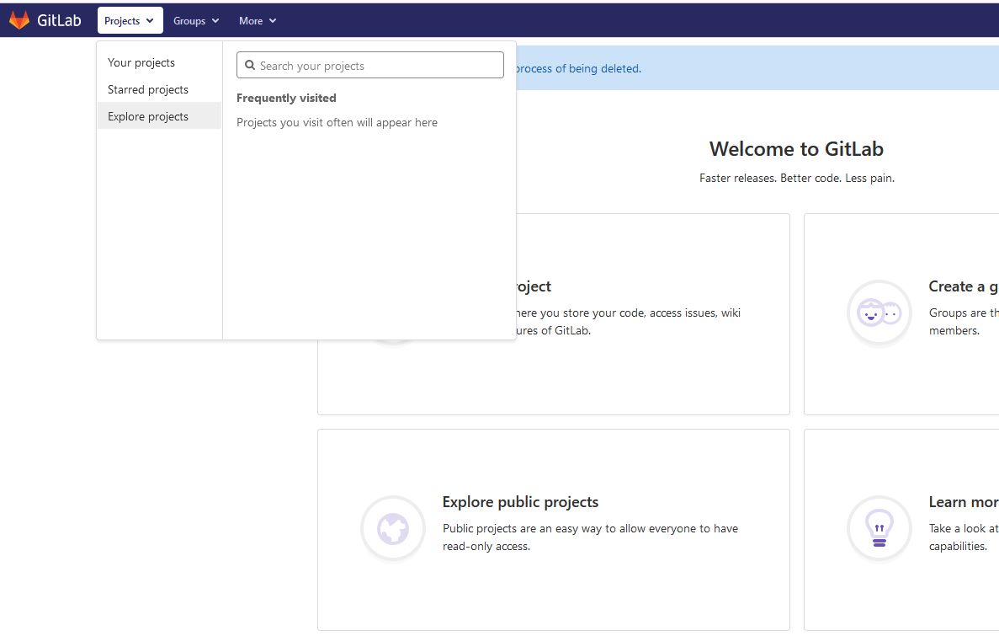 GitLab
Projects
Groups
More
Your projects
Starred projects
Explore projects
Search your projects
Frequently visited
Projects you visit often will appear here
process of being deleted.
Welcome to GitLab
Faster releases. Better code. Less pain.
oject
here you store your code, access issues, wiki
ures of GitLab.
Create a g
Groups are th
members.
Explore public projects
Public projects are an easy way to allow everyone to have
read-only access.
Learn mor
Take a look at
capabilities.